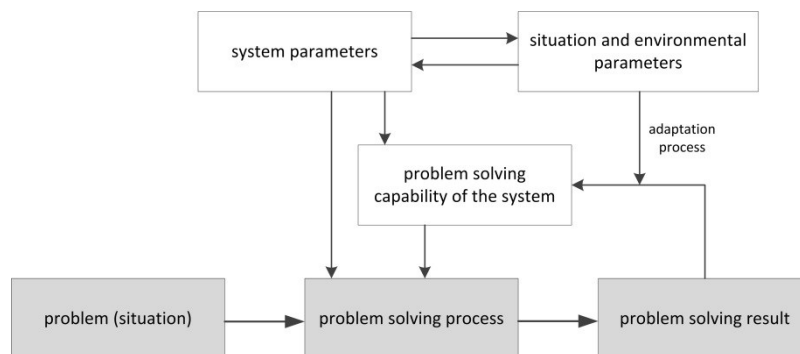 system parameters
situation and environmental
parameters
adaptation
process
problem solving
capability of the system
problem (situation)
problem solving process
problem solving result